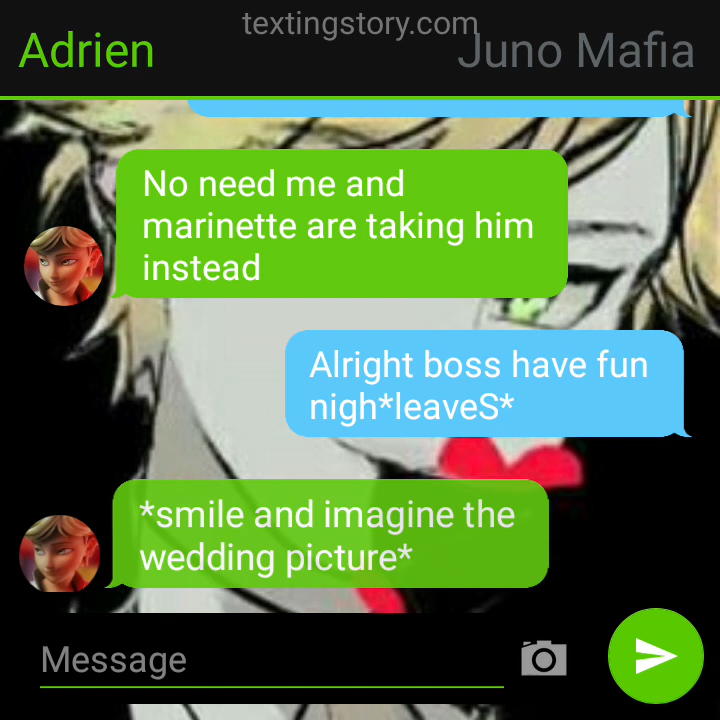 textingstory.com
Adrien
Juno Mafia
No need me and
marinette are taking him
instead
Alright boss have fun
nigh*leaveS*
*smile and imagine the
wedding picture*
Message